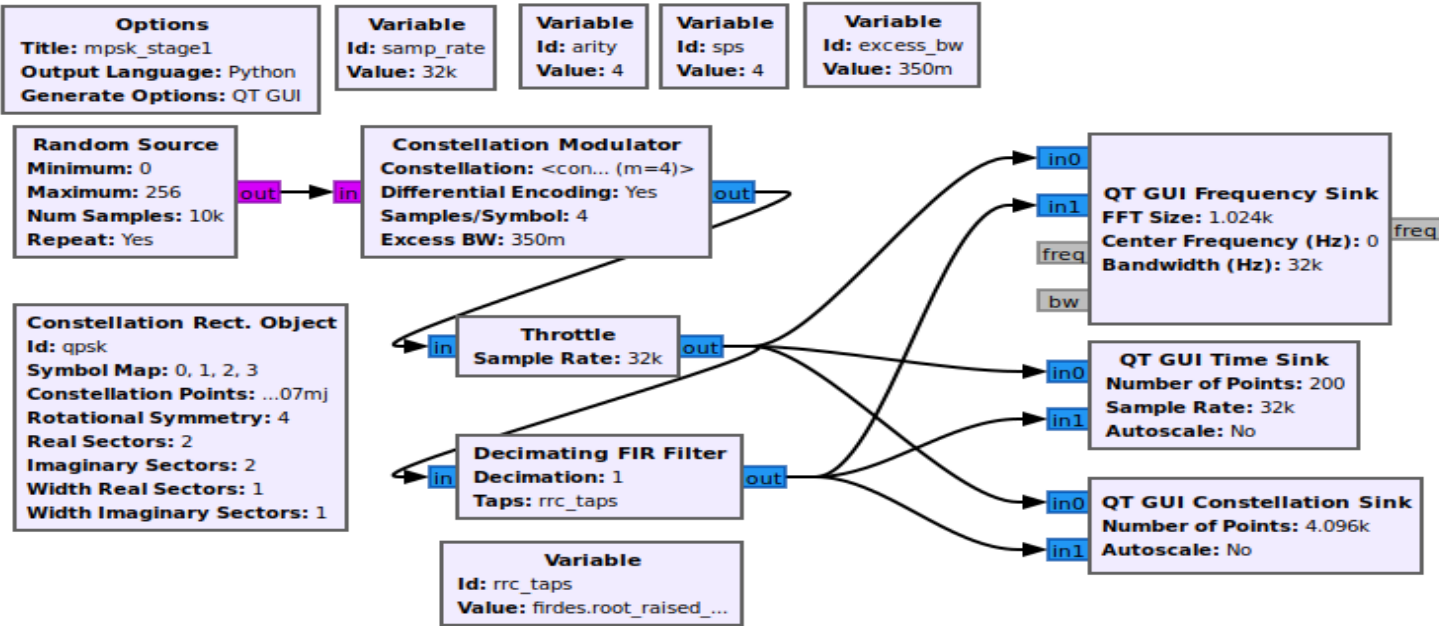 Options
Title: mpsk_stage1
Output Language: Python
Generate Options: QT GUI
Variable
Id: samp_rate
Value: 32k
Variable
Id: arity
Value: 4
Variable
Id: sps
Value: 4
Variable
Id: excess_bw
Value: 350m
Random Source
Minimum: 0
Maximum: 256
Num Samples: 10k
Repeat: Yes
out
in
Constellation Modulator
Constellation: <con... (m=4)>
Differential Encoding: Yes
Samples/Symbol: 4
Excess BW: 350m
out
in0
in1
freq
bw
QT GUI Frequency Sink
FFT Size: 1.024k
Center Frequency (Hz): 0
Bandwidth (Hz): 32k
freq
Constellation Rect. Object
Id: qpsk
Symbol Map: 0, 1, 2, 3
Constellation Points: ...07mj
Rotational Symmetry: 4
Real Sectors: 2
Imaginary Sectors: 2
Width Real Sectors: 1
Width Imaginary Sectors: 1
in
Throttle
Sample Rate: 32k
out
in0
in1
QT GUI Time Sink
Number of Points: 200
Sample Rate: 32k
Autoscale: No
in
Decimating FIR Filter
Decimation: 1
Taps: rrc_taps
out
in0
in1
QT GUI Constellation Sink
Number of Points: 4.096k
Autoscale: No
Variable
Id: rrc_taps
Value: firdes.root_raised_...